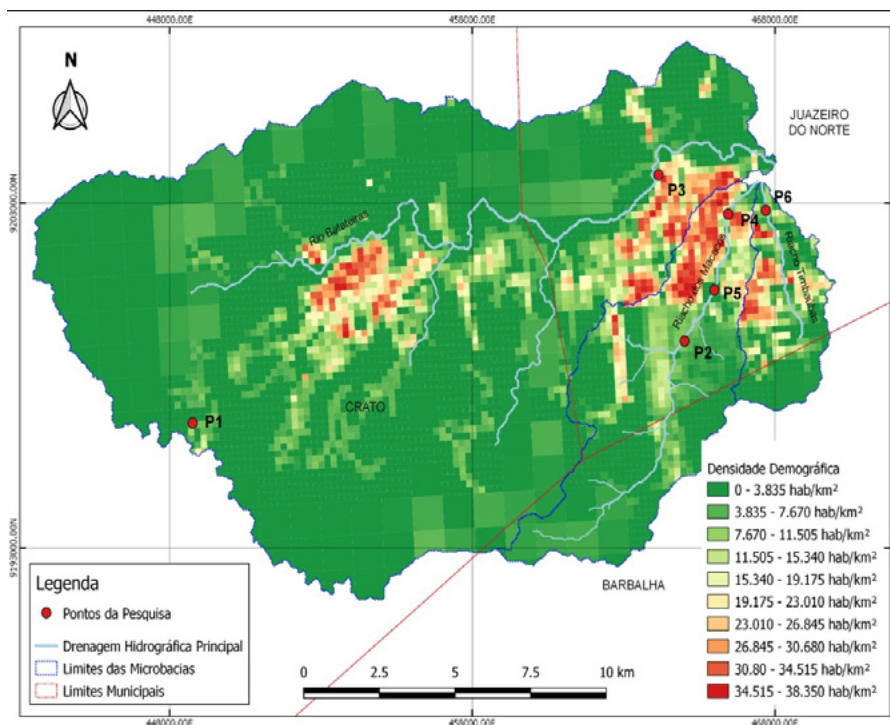 448000.00E
458000.00E
468000.00E
N
JUAZEIRO
DO NORTE
9203000.00N
P3
P6
P4
Rio Batateiras
Riacho dos Macacos
Riacho Timbaúbas
P5
P2
CRATO
P1
Densidade Demográfica
0 - 3.835 hab/km²
3.835 - 7.670 hab/km²
7.670 - 11.505 hab/km²
11.505 - 15.340 hab/km²
15.340 - 19.175 hab/km²
19.175 - 23.010 hab/km²
23.010 - 26.845 hab/km²
26.845 - 30.680 hab/km²
30.80 - 34.515 hab/km²
34.515 - 38.350 hab/km²
9193000.00N
BARBALHA
Legenda
Pontos da Pesquisa
Drenagem Hidrográfica Principal
Limites das Microbacias
Limites Municipais
0 2.5 5 7.5 10 km
448000.00E
458000.00E
468000.00E